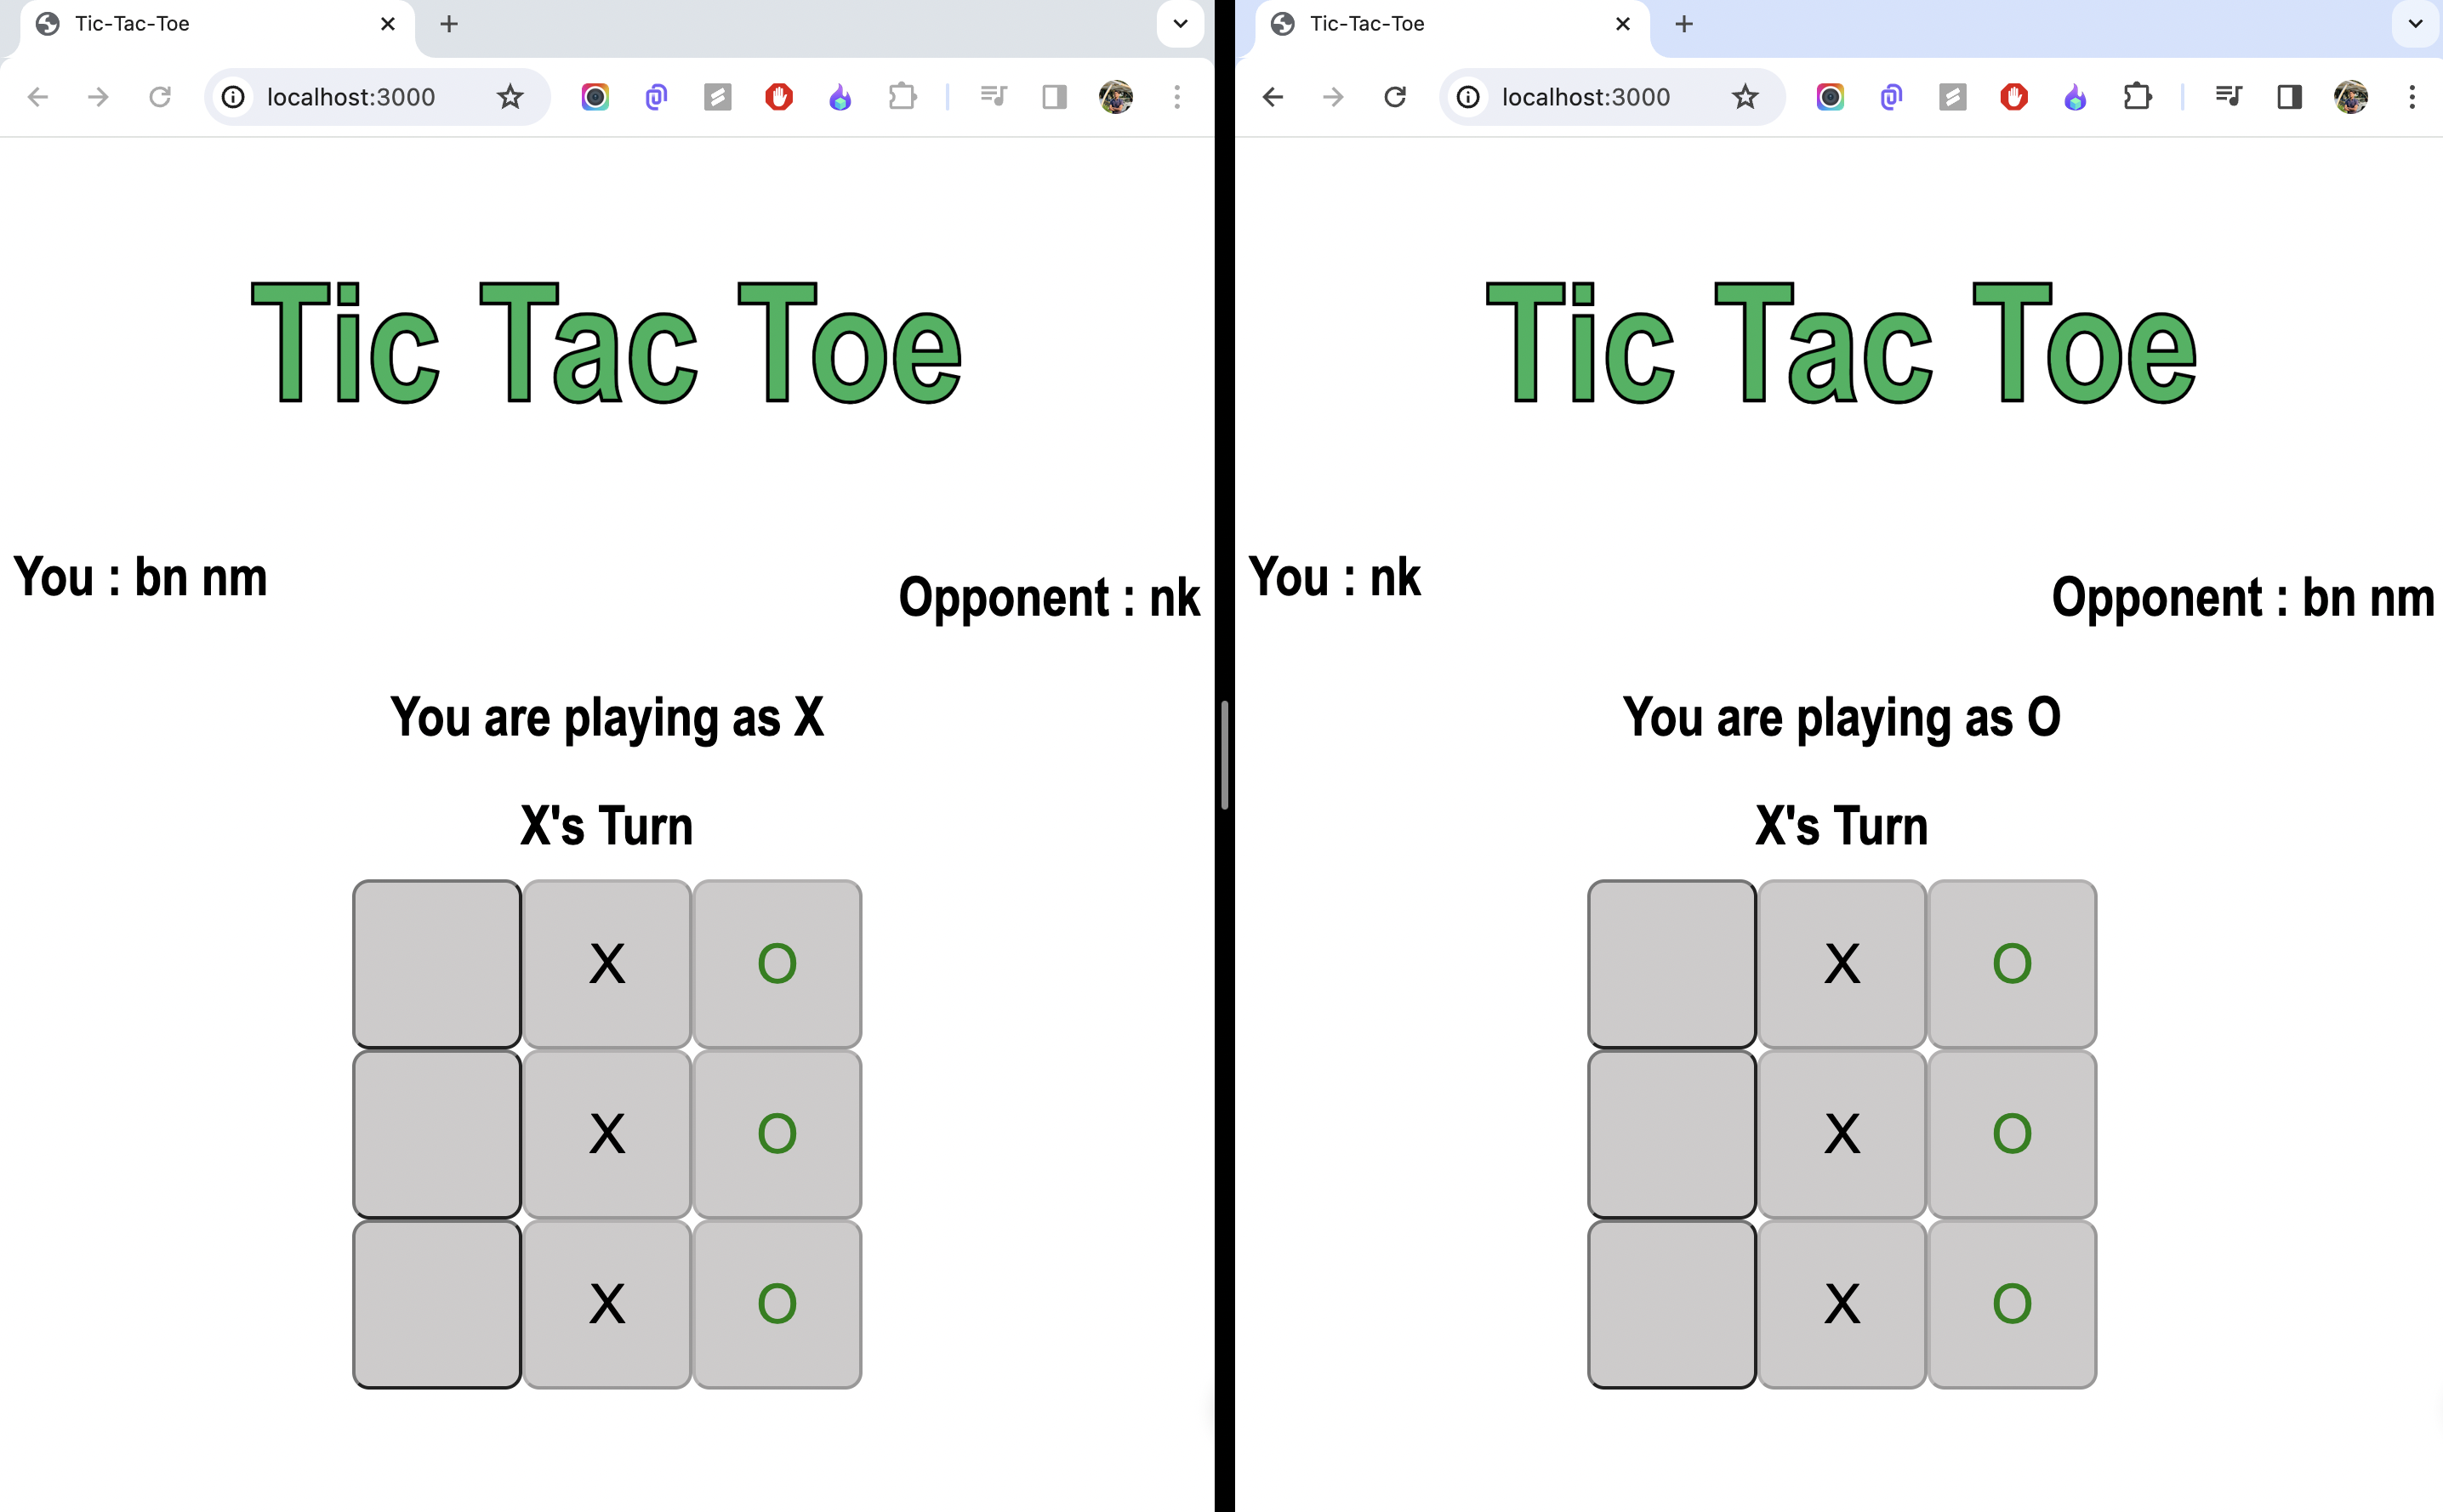 Tic-Tac-Toe
localhost:3000
Tic Tac Toe
You : bn nm
Opponent : nk
You are playing as X
X's Turn
X O
X O
X O
Tic-Tac-Toe
localhost:3000
Tic Tac Toe
You : nk
Opponent : bn nm
You are playing as O
X's Turn
X O
X O
X O